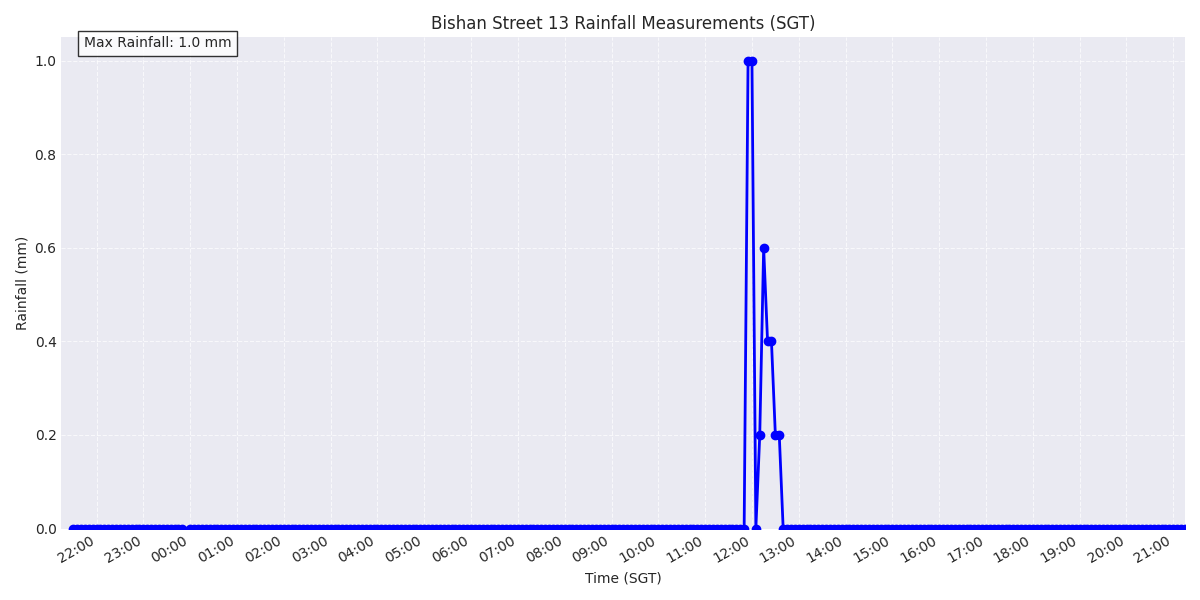 Bishan Street 13 Rainfall Measurements (SGT)
Max Rainfall: 1.0 mm
1.0
0.8
0.6
0.4
0.2
0.0
Rainfall (mm)
22:00 23:00 00:00 01:00 02:00 03:00 04:00 05:00 06:00 07:00 08:00 09:00 10:00 11:00 12:00 13:00 14:00 15:00 16:00 17:00 18:00 19:00 20:00 21:00
Time (SGT)